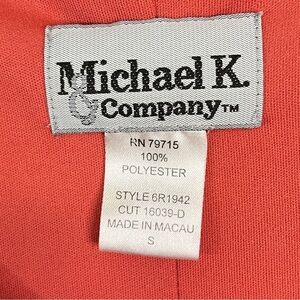 Michael K.
& Company™
RN 79715
100%
POLYESTER
STYLE 6R1942
CUT 16039-D
MADE IN MACAU
S